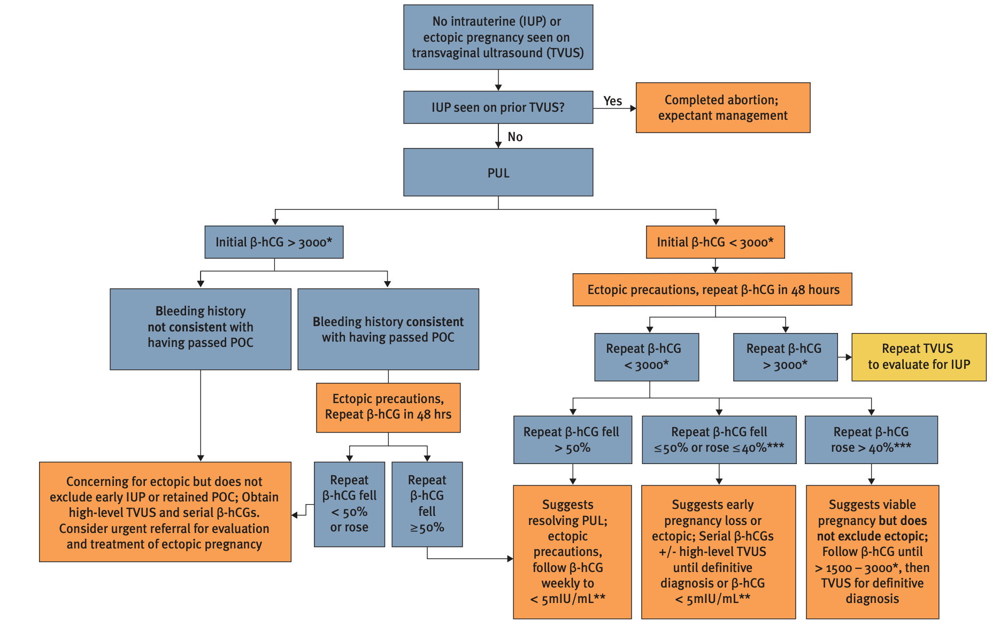 No intrauterine (IUP) or
ectopic pregnancy seen on
transvaginal ultrasound (TVUS)
IUP seen on prior TVUS?
Yes
Completed abortion;
expectant management
No
PUL
Initial β-hCG > 3000*
Initial β-hCG < 3000*
Ectopic precautions, repeat β-hCG in 48 hours
Bleeding history
not consistent with
having passed POC
Bleeding history consistent
with having passed POC
Repeat β-hCG
< 3000*
Repeat β-hCG
> 3000*
Repeat TVUS
to evaluate for IUP
Ectopic precautions,
Repeat β-hCG in 48 hrs
Repeat β-hCG fell
> 50%
Repeat β-hCG fell
≤50% or rose ≤40%***
Repeat β-hCG
rose > 40%***
Concerning for ectopic but does not
exclude early IUP or retained POC; Obtain
high-level TVUS and serial β-hCGs.
Consider urgent referral for evaluation
and treatment of ectopic pregnancy
Repeat
β-hCG fell
< 50%
or rose
Repeat
β-hCG
fell
≥50%
Suggests
resolving PUL;
ectopic
precautions,
follow β-hCG
weekly to
< 5mIU/mL**
Suggests early
pregnancy loss or
ectopic; Serial β-hCGs
+/- high-level TVUS
until definitive
diagnosis or β-hCG
< 5mIU/mL**
Suggests viable
pregnancy but does
not exclude ectopic;
Follow β-hCG until
> 1500 – 3000*, then
TVUS for definitive
diagnosis